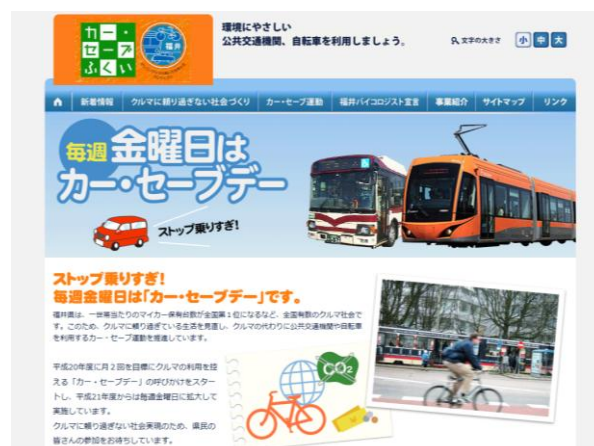 カー・
セーブ
ふくい
福井
環境にやさしい
公共交通機関、自転車を利用しましょう。
文字の大きさ
小 中 大
新着情報 クルマに頼り過ぎない社会づくり カー・セーブ運動 福井バイコロジスト宣言 事業紹介 サイトマップ リンク
毎週金曜日は
カー・セーブデー
ストップ乗りすぎ!
ストップ乗りすぎ!
毎週金曜日は「カー・セーブデー」です。
福井県は、一世帯当たりのマイカー保有台数が全国第1位になるなど、全国有数のクルマ社会で
す。このため、クルマに頼り過ぎている生活を見直し、クルマの代わりに公共交通機関や自転車
を利用するカー・セーブ運動を推進しています。
平成20年度に月2回を目標にクルマの利用を控
える「カー・セーブデー」の呼びかけをスター
トし、平成21年度からは毎週金曜日に拡大して
実施しています。
クルマに頼り過ぎない社会実現のため、県民の
皆さんの参加をお待ちしています。
CO2